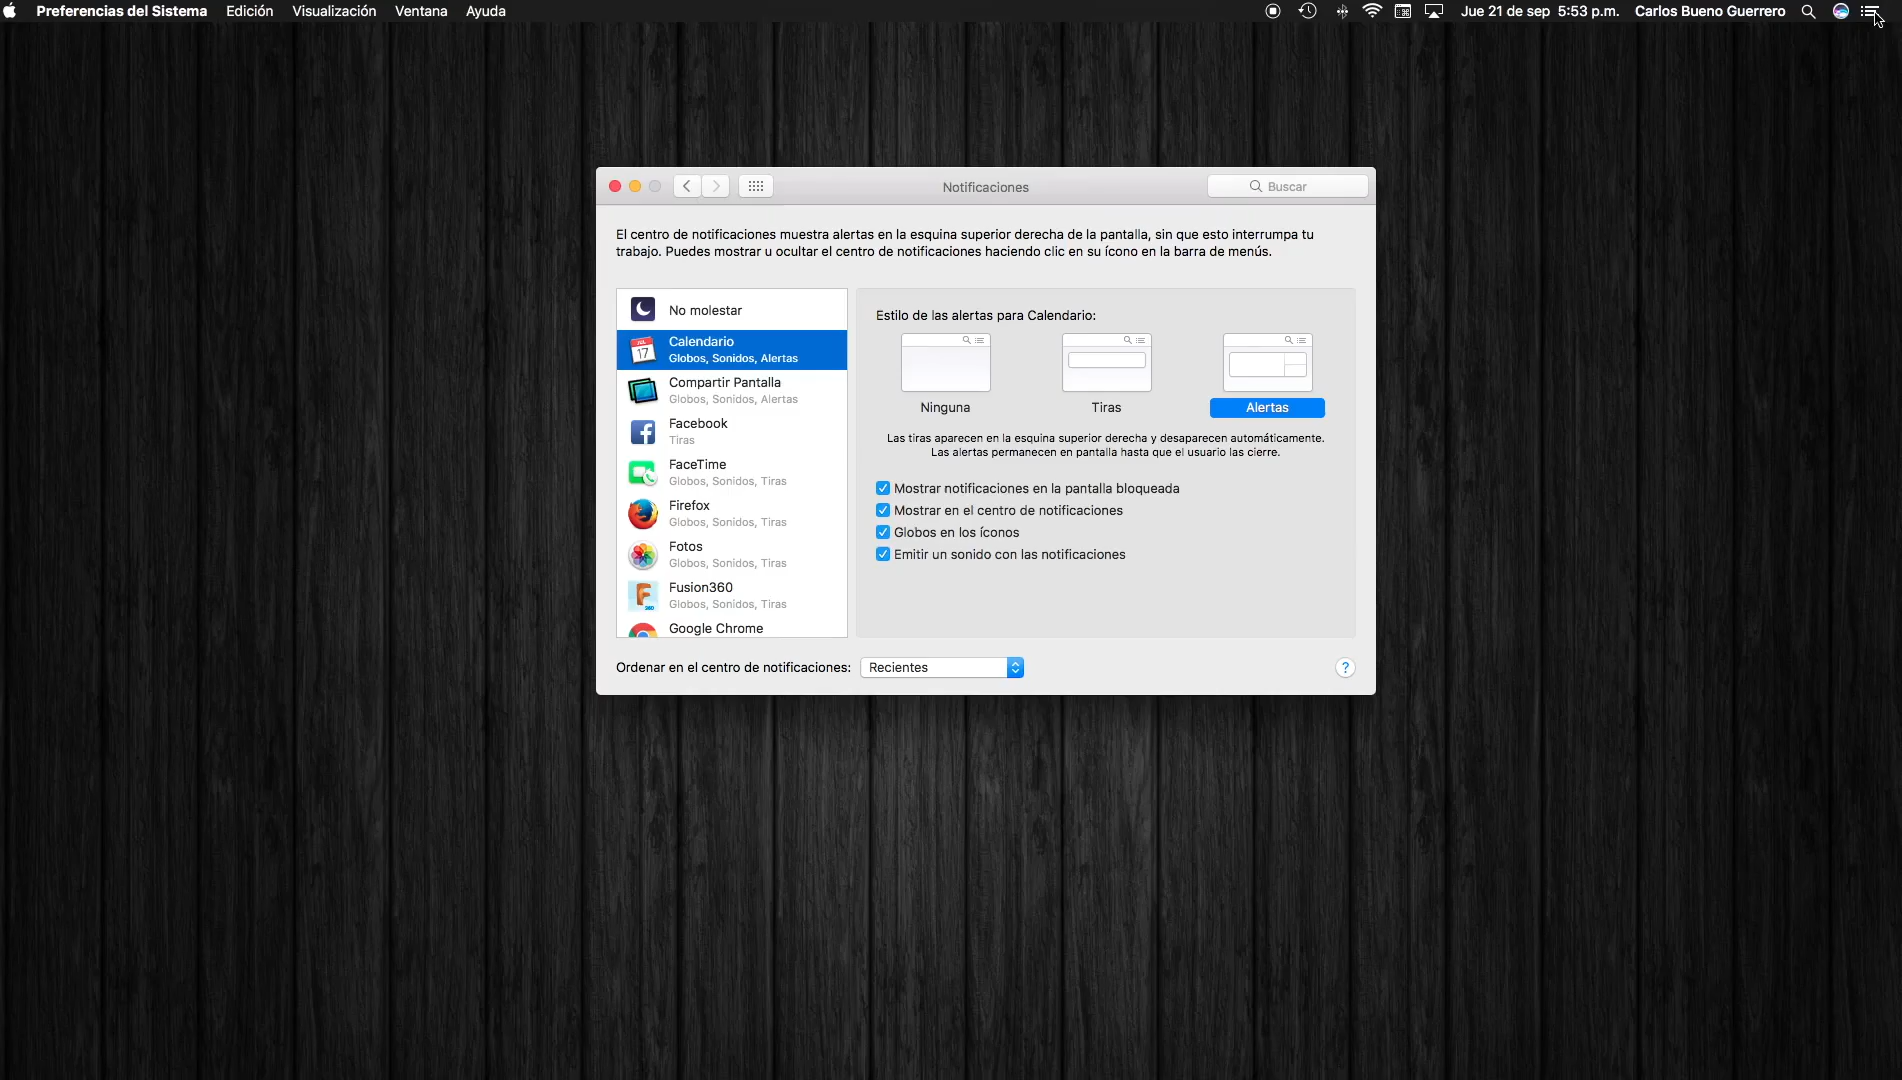 Preferencias del Sistema Edición Visualización Ventana Ayuda Jue 21 de sep 5:53 p.m. Carlos Bueno Guerrero
Notificaciones
Buscar
El centro de notificaciones muestra alertas en la esquina superior derecha de la pantalla, sin que esto interrumpa tu
trabajo. Puedes mostrar u ocultar el centro de notificaciones haciendo clic en su ícono en la barra de menús.
No molestar
JUL
17
Calendario
Globos, Sonidos, Alertas
Compartir Pantalla
Globos, Sonidos, Alertas
Facebook
Tiras
FaceTime
Globos, Sonidos, Tiras
Firefox
Globos, Sonidos, Tiras
Fotos
Globos, Sonidos, Tiras
F
360
Fusion360
Globos, Sonidos, Tiras
Google Chrome
Estilo de las alertas para Calendario:
Ninguna Tiras Alertas
Las tiras aparecen en la esquina superior derecha y desaparecen automáticamente.
Las alertas permanecen en pantalla hasta que el usuario las cierre.
Mostrar notificaciones en la pantalla bloqueada
Mostrar en el centro de notificaciones
Globos en los íconos
Emitir un sonido con las notificaciones
Ordenar en el centro de notificaciones: Recientes
?